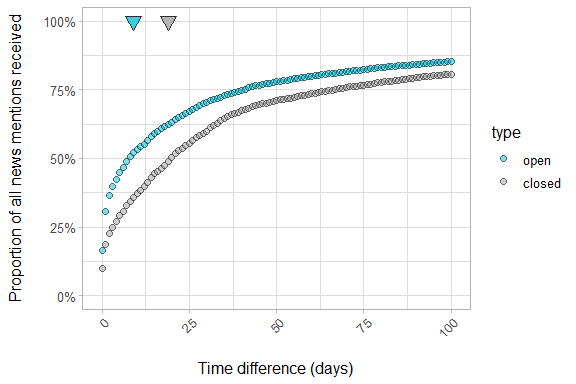 Proportion of all news mentions received
100%
75%
50%
25%
0%
0
25
50
75
100
Time difference (days)
type
open
closed